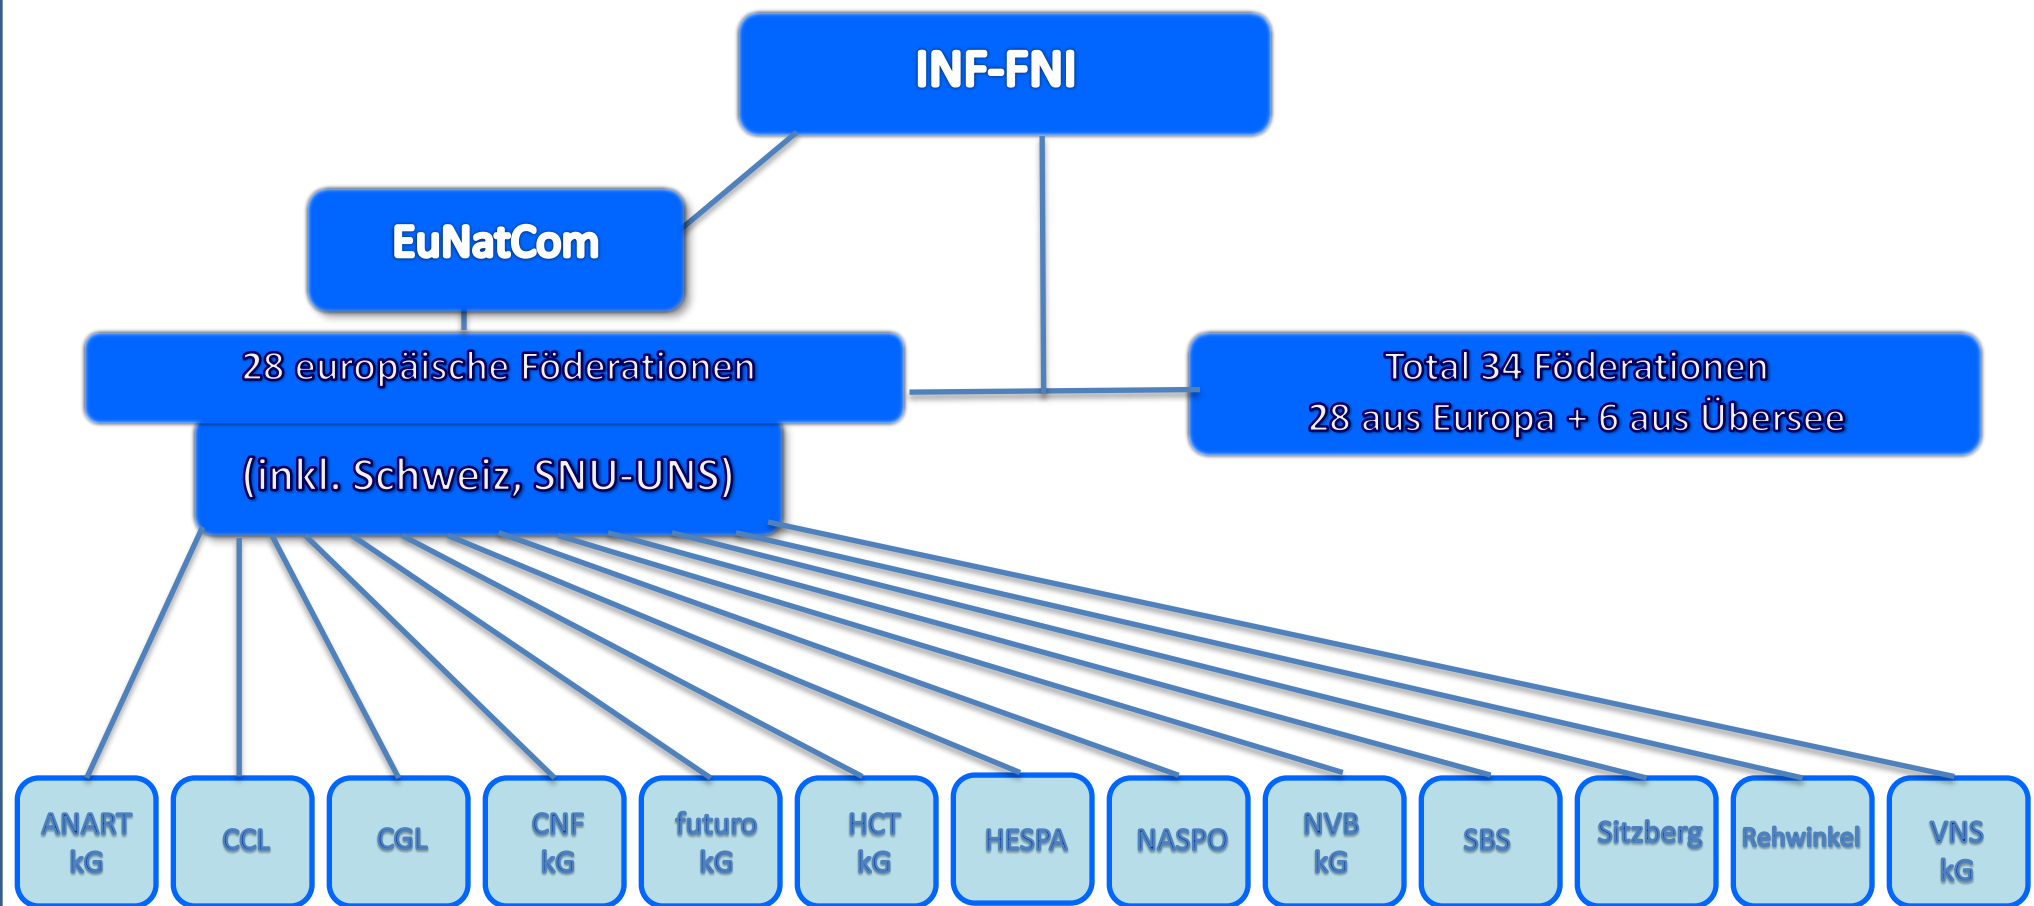 INF-FNI
EuNatCom
28 europäische Föderationen
(inkl. Schweiz, SNU-UNS)
Total 34 Föderationen
28 aus Europa + 6 aus Übersee
ANART
kG
CCL
CGL
CNF
kG
futuro
kG
HCT
kG
HESPA
NASPO
NVB
kG
SBS
Sitzberg
Rehwinkel
VNS
kG